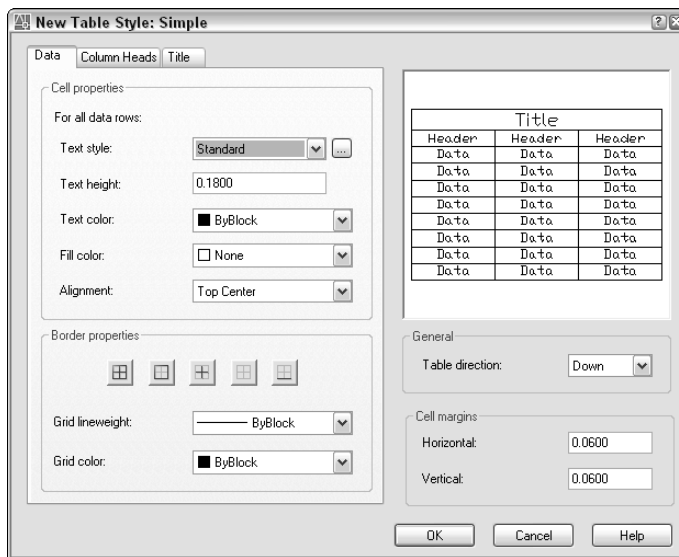 New Table Style: Simple
Data
Column Heads
Title
Cell properties
For all data rows:
Text style:
Standard
...
Text height:
0.1800
Text color:
ByBlock
Fill color:
None
Alignment:
Top Center
Border properties
Grid lineweight:
ByBlock
Grid color:
ByBlock
Title
Header Header Header
Data Data Data
Data Data Data
Data Data Data
Data Data Data
Data Data Data
Data Data Data
Data Data Data
Data Data Data
General
Table direction:
Down
Cell margins
Horizontal:
0.0600
Vertical:
0.0600
OK
Cancel
Help